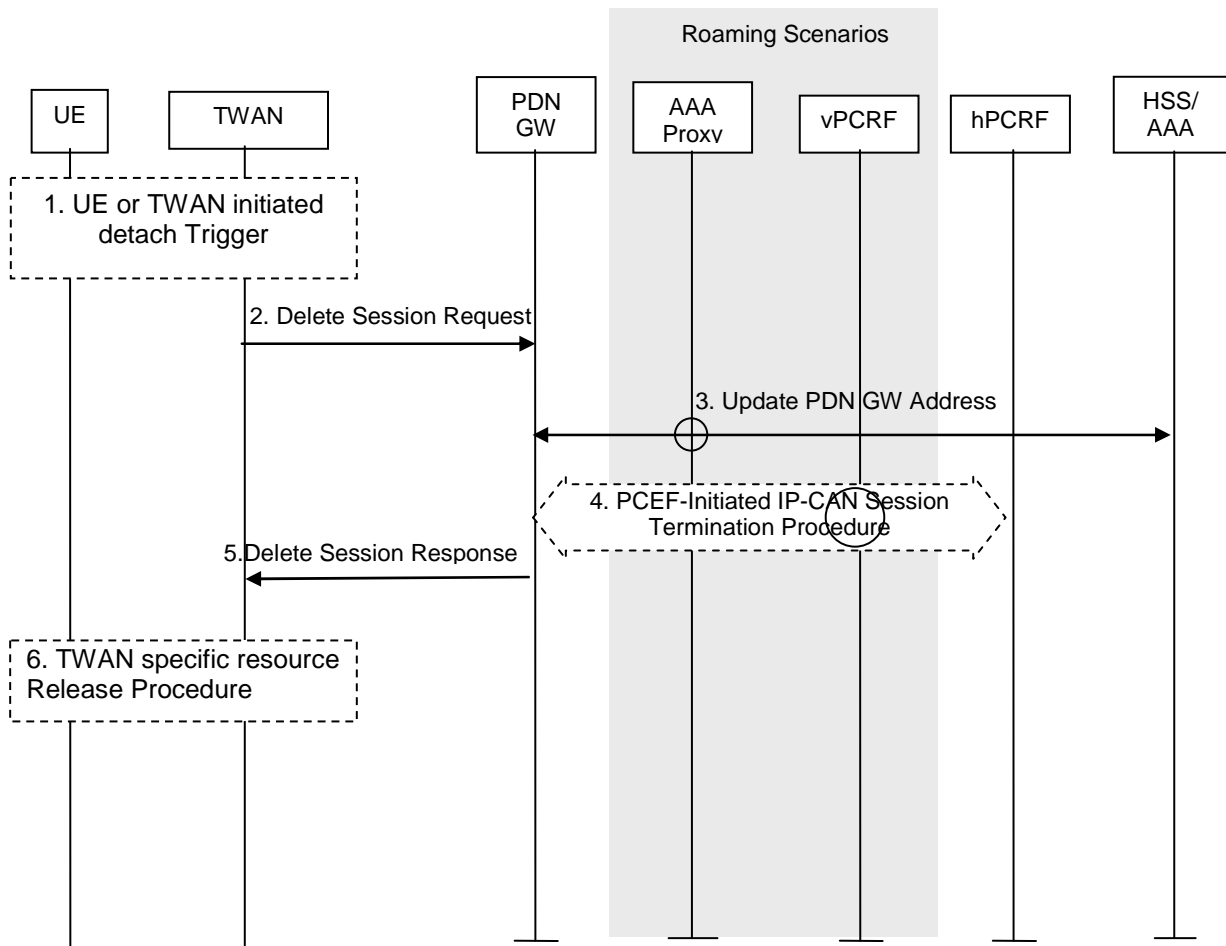 Roaming Scenarios
UE
TWAN
PDN
GW
AAA
Proxy
vPCRF
hPCRF
HSS/
AAA
1. UE or TWAN initiated
detach Trigger
2. Delete Session Request
3. Update PDN GW Address
4. PCEF-Initiated IP-CAN Session
Termination Procedure
5.Delete Session Response
6. TWAN specific resource
Release Procedure